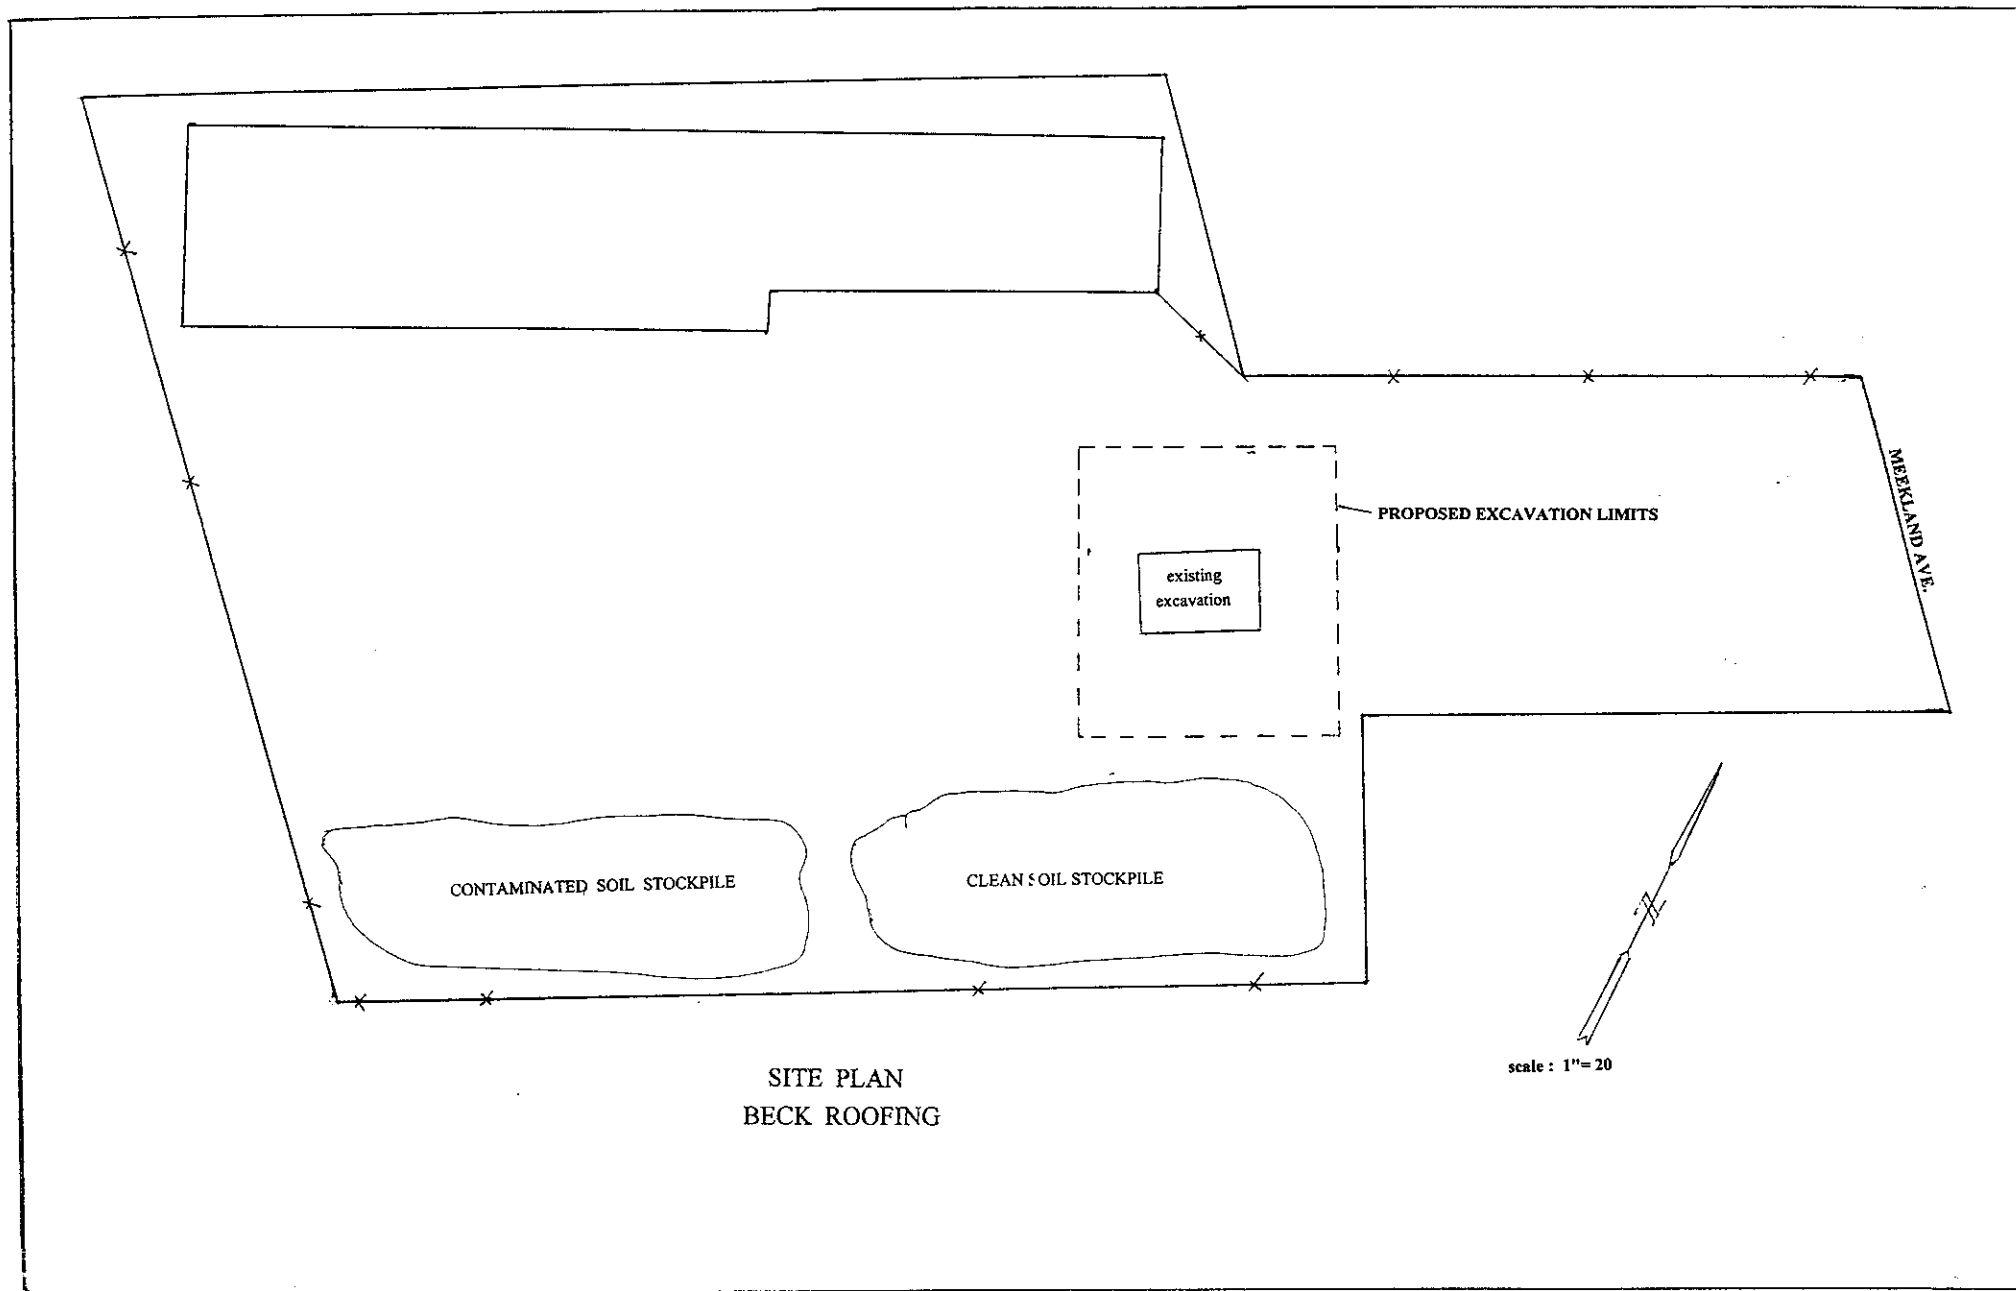 MEEKLAND AVE.
PROPOSED EXCAVATION LIMITS
existing
excavation
CONTAMINATED SOIL STOCKPILE
CLEAN SOIL STOCKPILE
N
scale : 1"= 20
SITE PLAN
BECK ROOFING